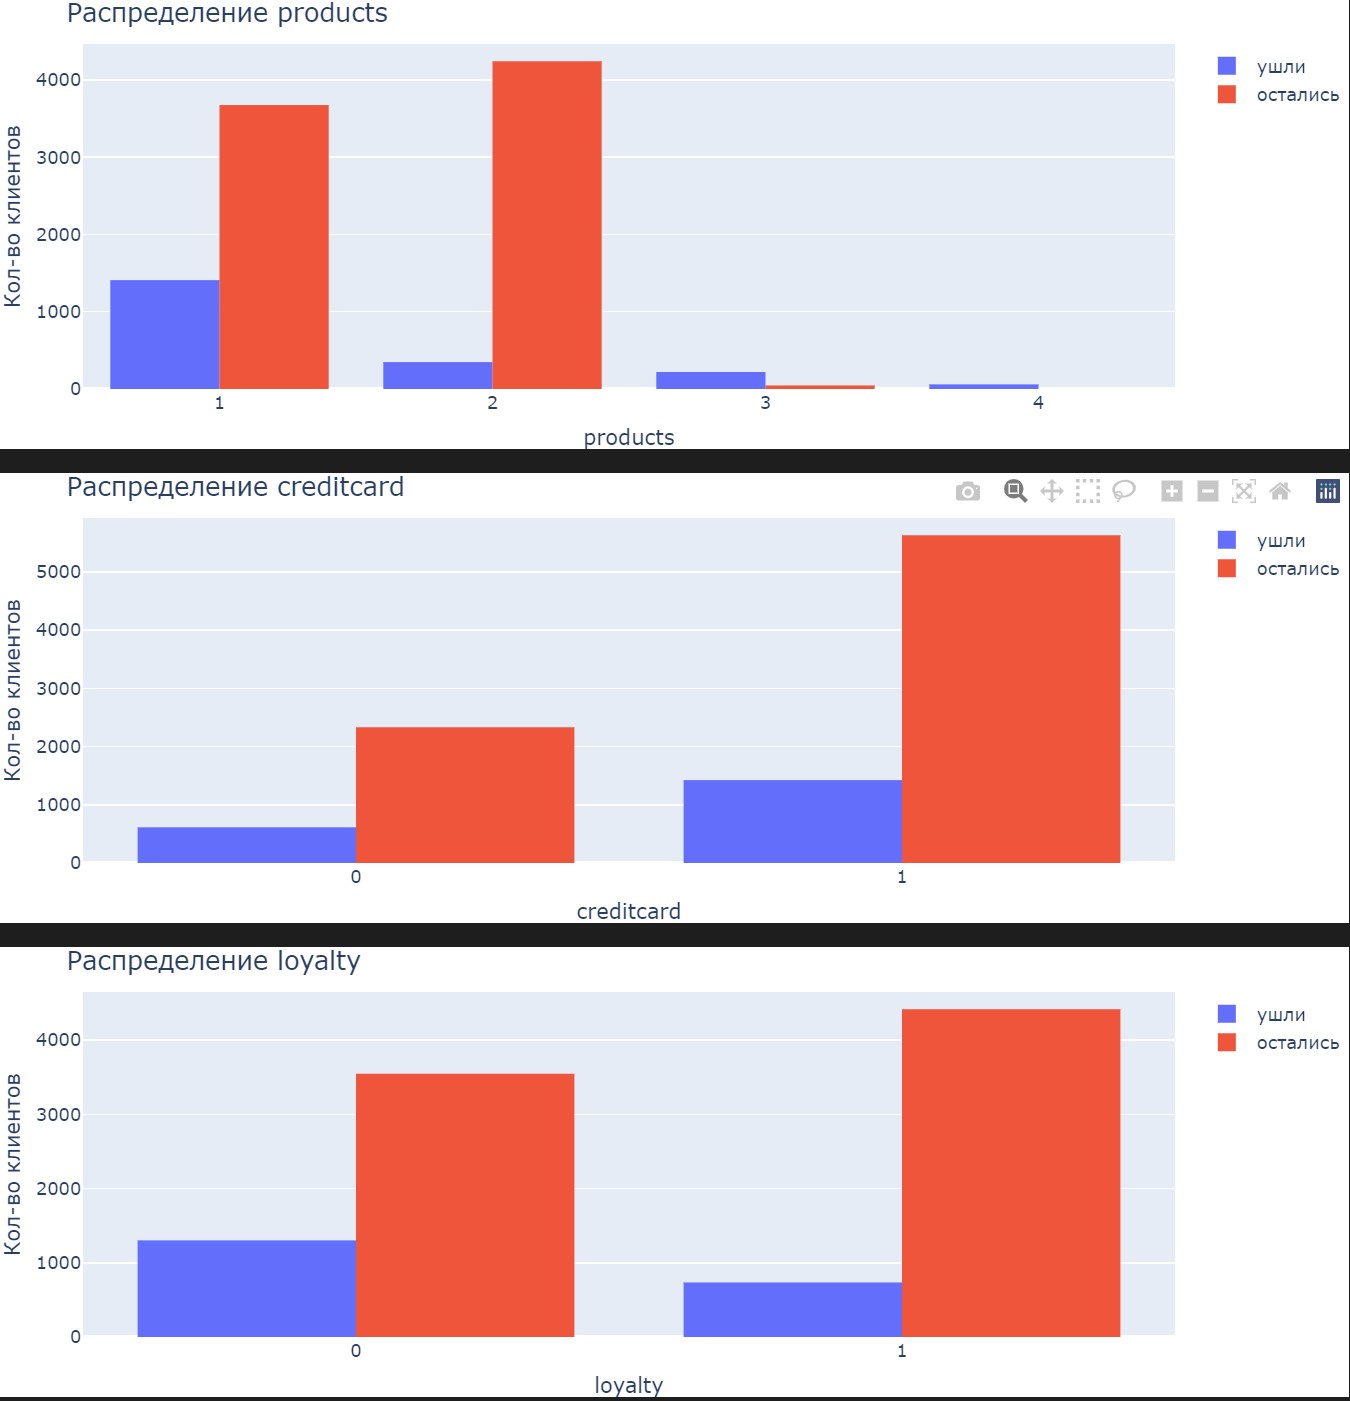 Распределение products
ушли
остались
Кол-во клиентов
4000
3000
2000
1000
0
1 2 3 4
products
Распределение creditcard
ушли
остались
Кол-во клиентов
5000
4000
3000
2000
1000
0
0 1
creditcard
Распределение loyalty
ушли
остались
Кол-во клиентов
4000
3000
2000
1000
0
0 1
loyalty